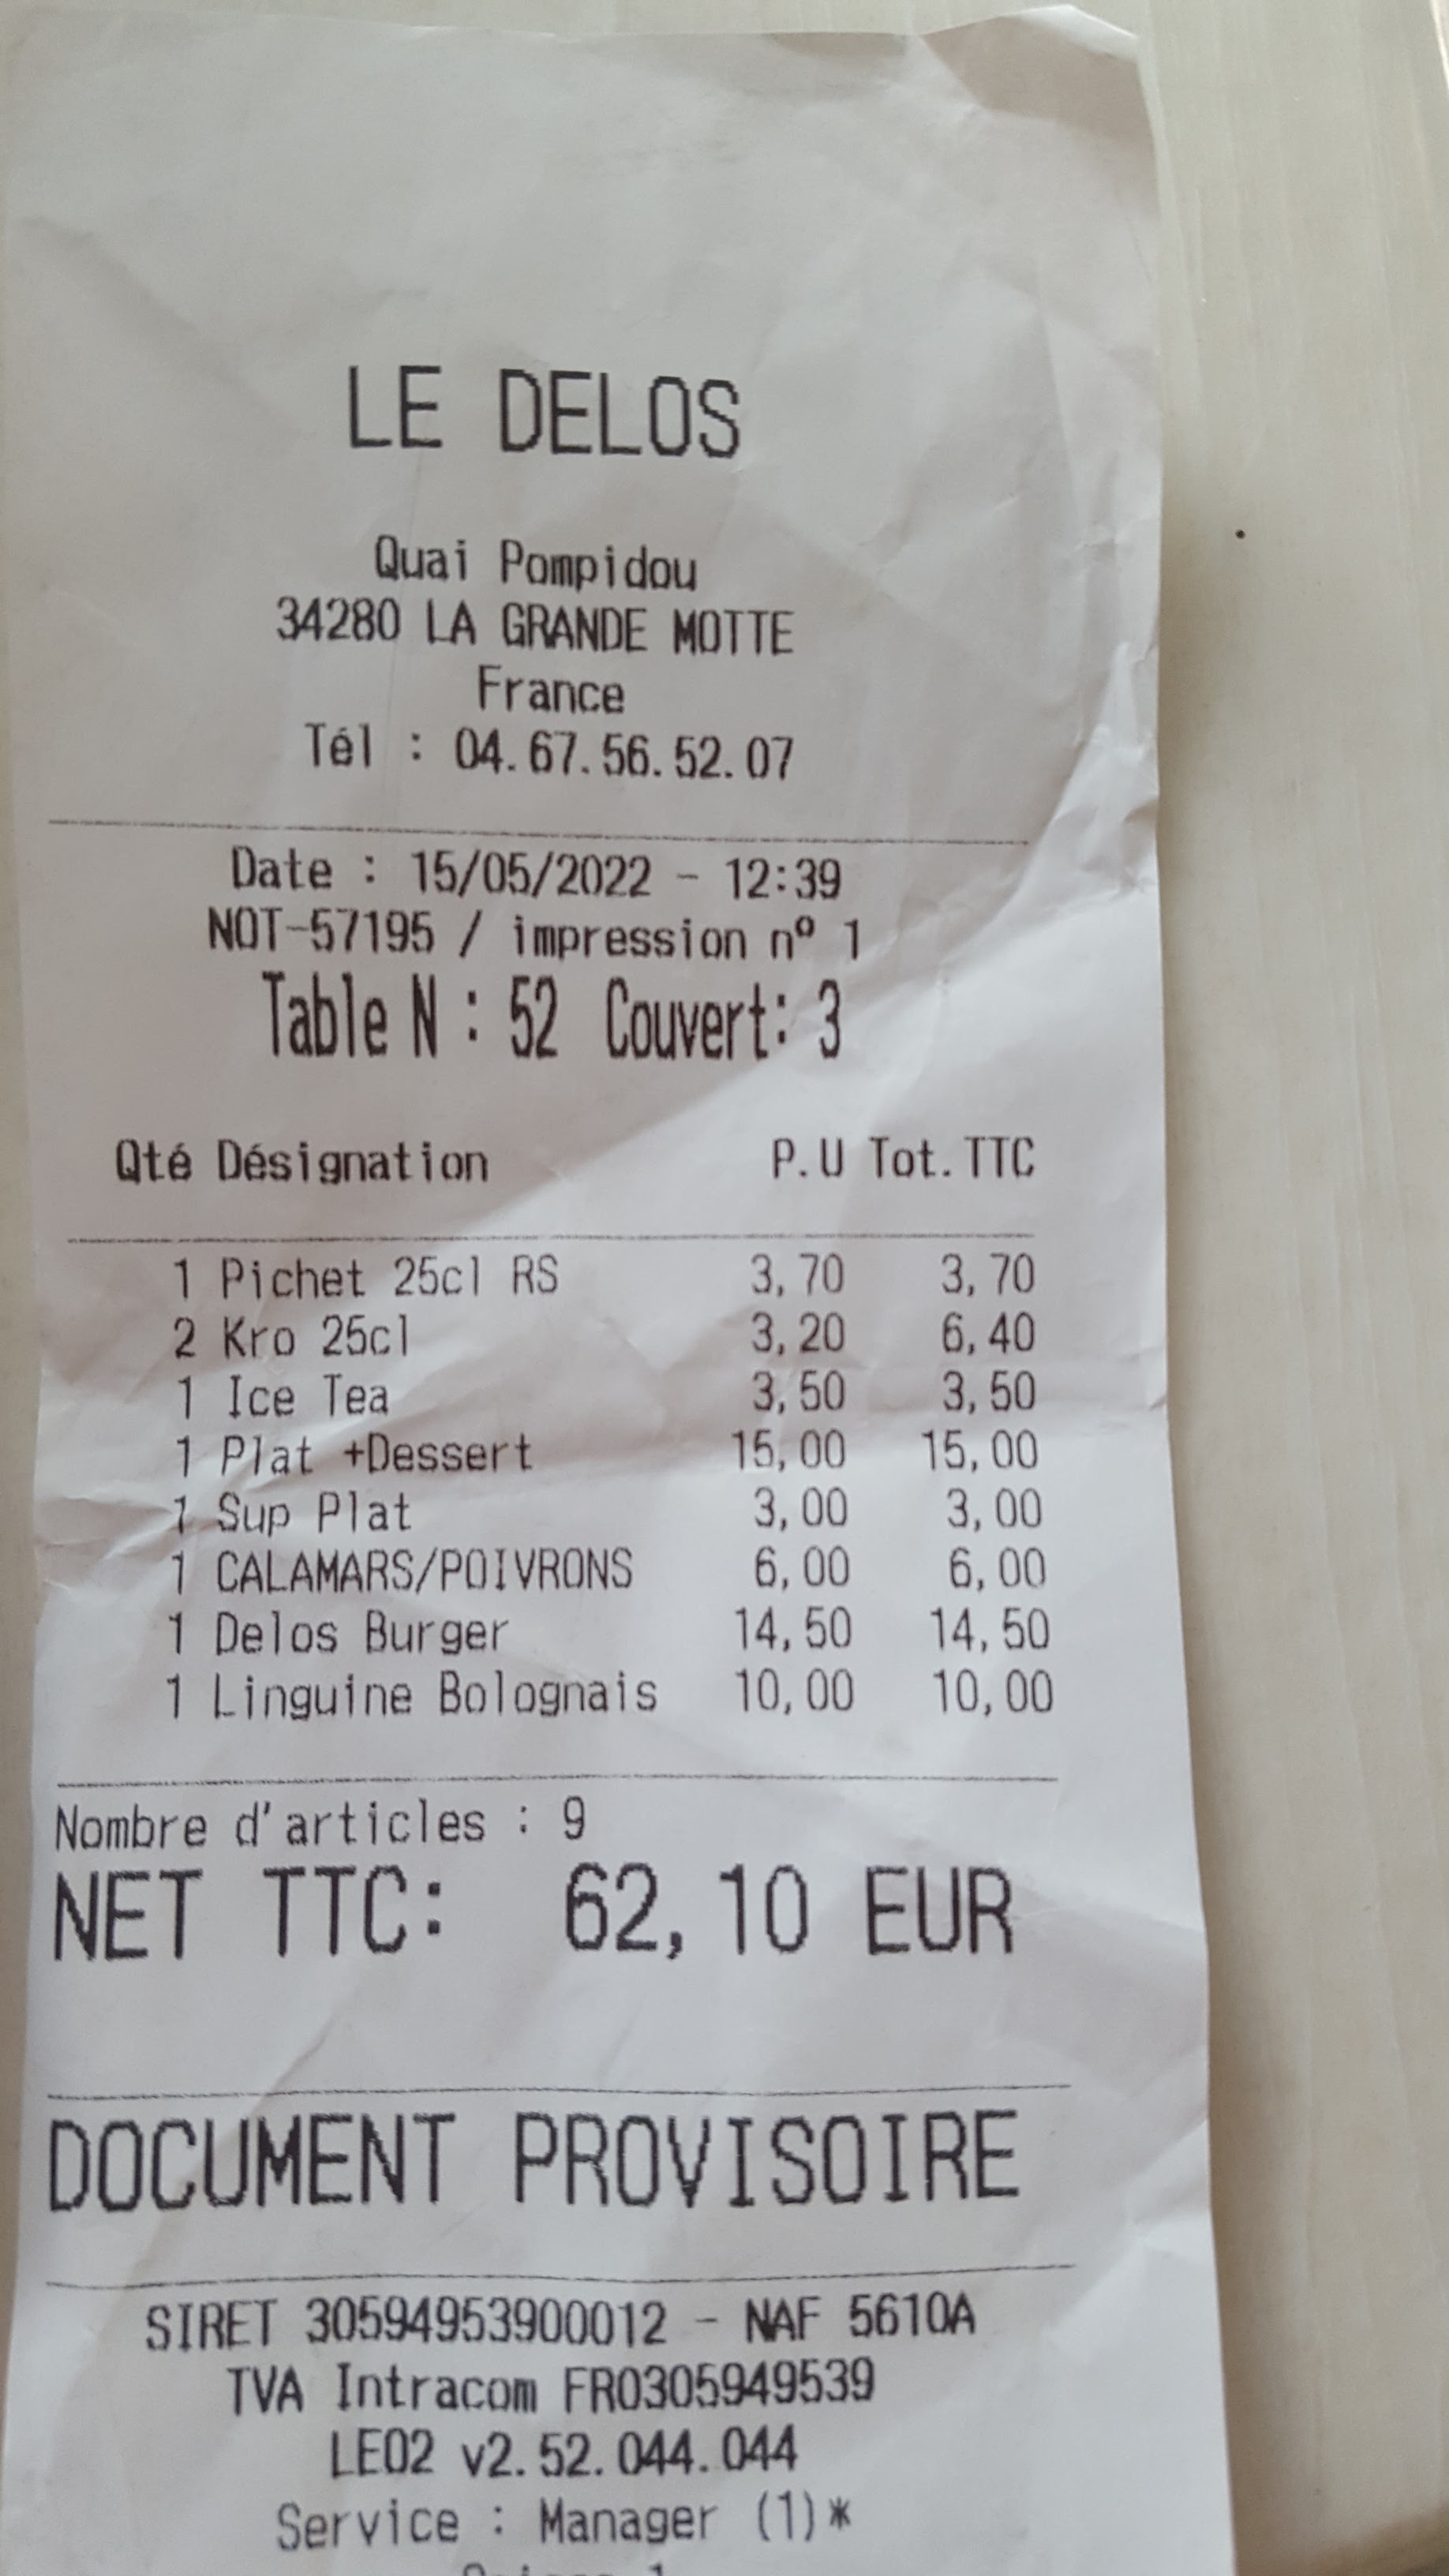 LE DELOS
Quai Pompidou
34280 LA GRANDE MOTTE
France
Tél : 04.67.56.52.07
Date : 15/05/2022 - 12:39
NOT-57195 / impression nº 1
Table N : 52 Couvert: 3
Qté Désignation P.U Tot.TTC
1 Pichet 25cl RS 3,70 3,70
2 Kro 25cl 3,20 6,40
1 Ice Tea 3,50 3,50
1 Plat +Dessert 15,00 15,00
1 Sup Plat 3,00 3,00
1 CALAMARS/POIVRONS 6,00 6,00
1 Delos Burger 14,50 14,50
1 Linguine Bolognais 10,00 10,00
Nombre d'articles : 9
NET TTC: 62,10 EUR
DOCUMENT PROVISOIRE
SIRET 30594953900012 - NAF 5610A
TVA Intracom FR0305949539
LEO2 v2.52.044.044
Service : Manager (1)*